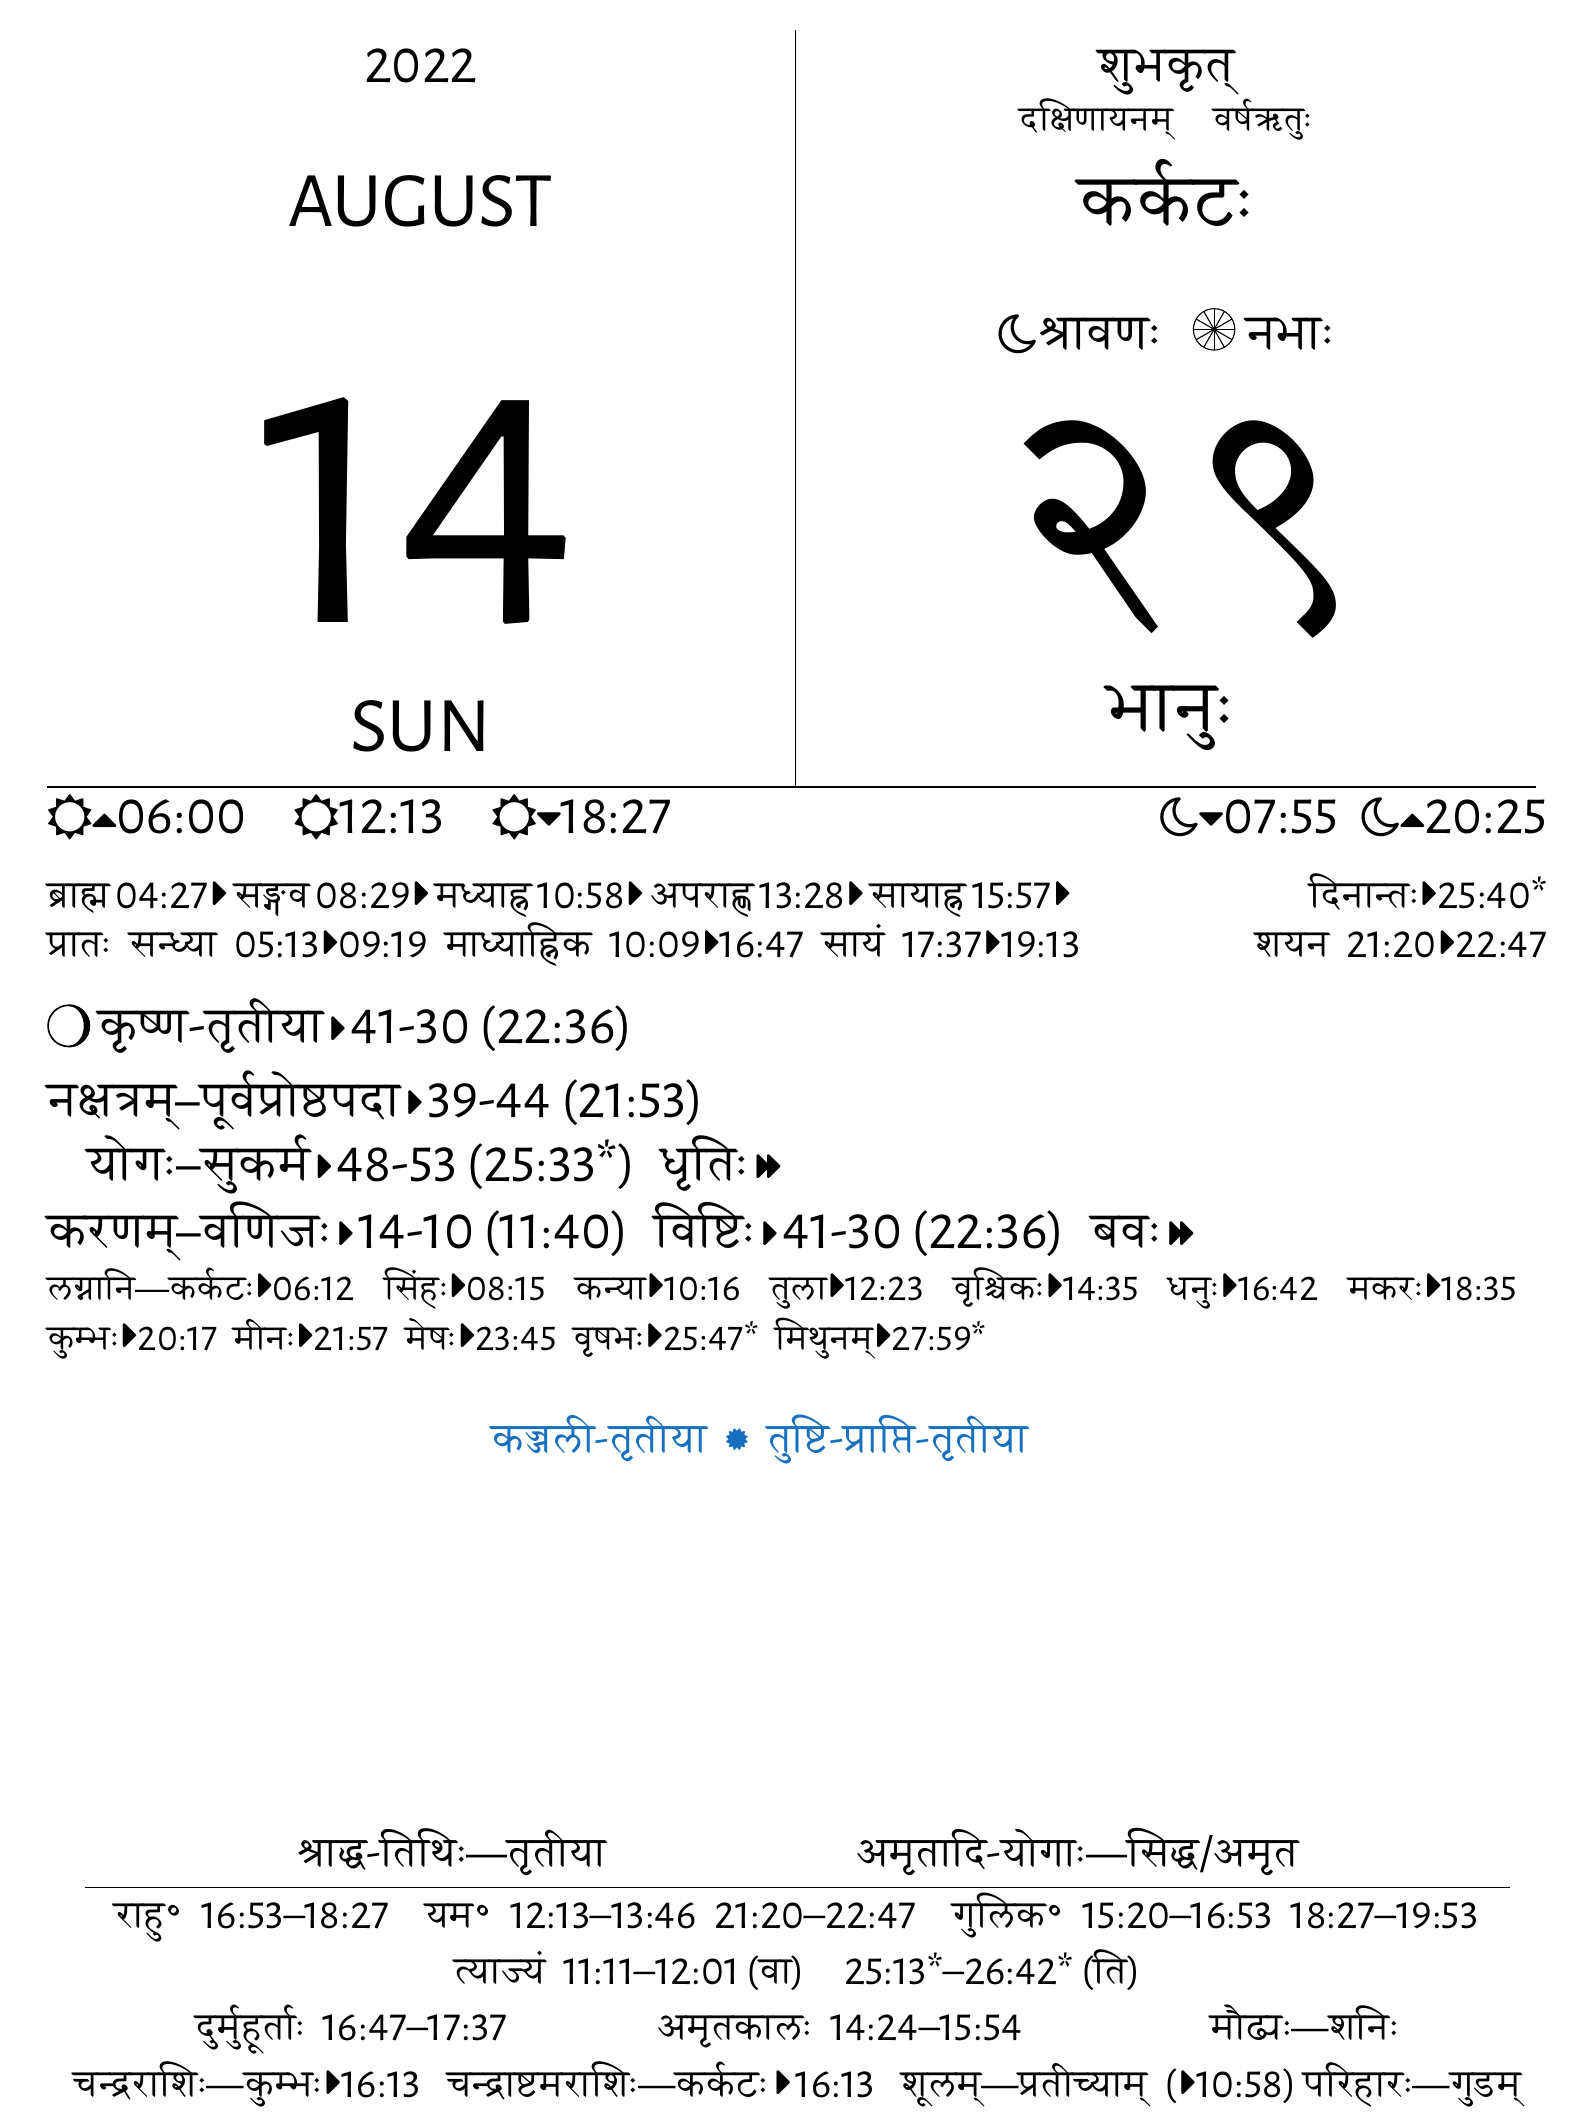 2022
AUGUST
14
SUN
शुभकृत्
दक्षिणायनम् वर्षऋतुः
कर्कटः
श्रावणः नभाः
२९
भानुः
06:00 12:13 18:27 07:55 20:25
ब्राह्म 04:27 सङ्गव 08:29 मध्याह्न 10:58 अपराह्ण 13:28 सायाह्न 15:57 दिनान्तः 25:40*
प्रातः सन्ध्या 05:13 09:19 माध्याह्निक 10:09 16:47 सायं 17:37 19:13 शयन 21:20 22:47
कृष्ण-तृतीया 41-30 (22:36)
नक्षत्रम्–पूर्वप्रोष्ठपदा 39-44 (21:53)
योगः–सुकर्म 48-53 (25:33*) धृतिः
करणम्–वणिजः 14-10 (11:40) विष्टिः 41-30 (22:36) बवः
लग्नानि—कर्कटः 06:12 सिंहः 08:15 कन्या 10:16 तुला 12:23 वृश्चिकः 14:35 धनुः 16:42 मकरः 18:35
कुम्भः 20:17 मीनः 21:57 मेषः 23:45 वृषभः 25:47* मिथुनम् 27:59*
कज्जली-तृतीया तुष्टि-प्राप्ति-तृतीया
श्राद्ध-तिथिः—तृतीया अमृतादि-योगाः—सिद्ध/अमृत
राहु° 16:53–18:27 यम° 12:13–13:46 21:20–22:47 गुलिक° 15:20–16:53 18:27–19:53
त्याज्यं 11:11–12:01 (वा) 25:13*–26:42* (ति)
दुर्मुहूर्ताः 16:47–17:37 अमृतकालः 14:24–15:54 मौढ्यः—शनिः
चन्द्रराशिः—कुम्भः 16:13 चन्द्राष्टमराशिः—कर्कटः 16:13 शूलम्—प्रतीच्याम् (10:58) परिहारः—गुडम्